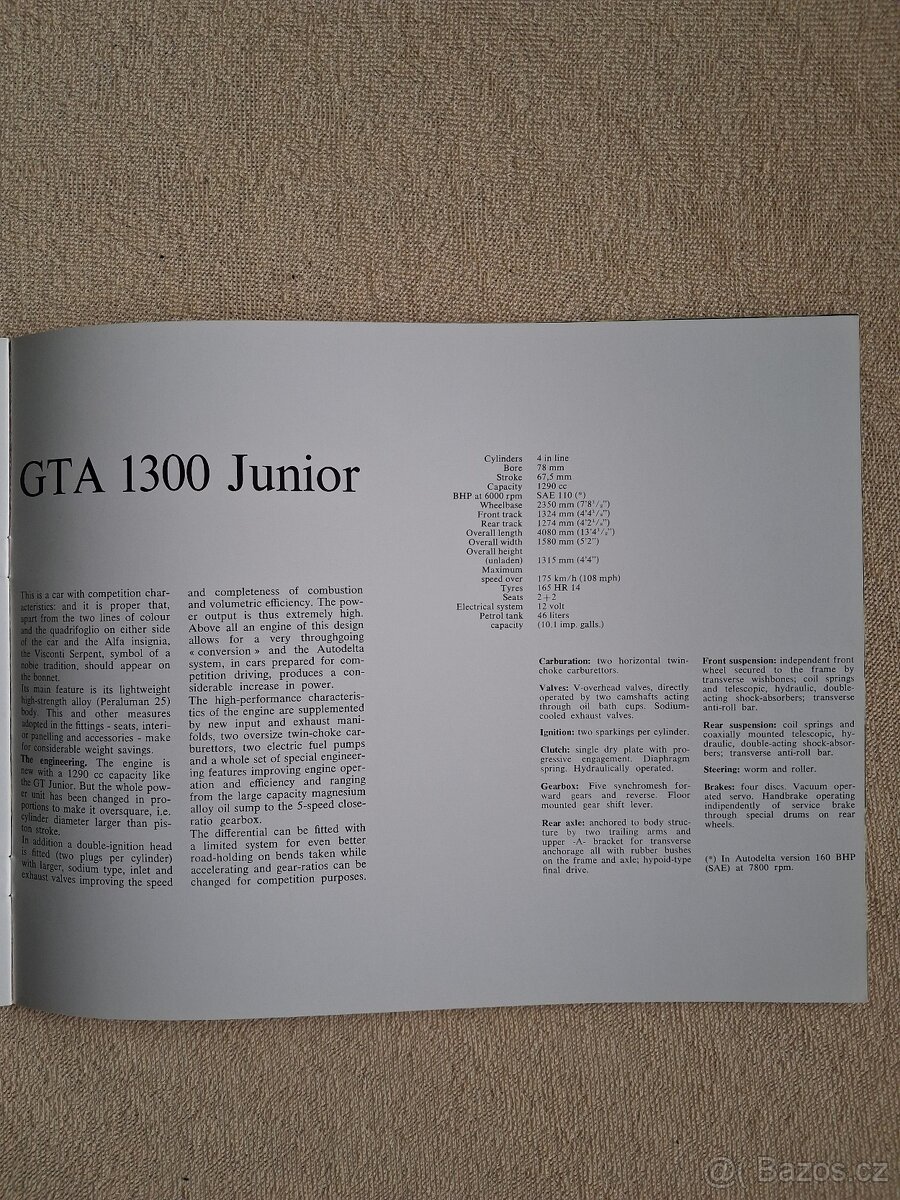 GTA 1300 Junior
This is a car with competition char-
acteristics: and it is proper that,
apart from the two lines of colour
and the quadrifoglio on either side
of the car and the Alfa insignia,
the Visconti Serpent, symbol of a
noble tradition, should appear on
the bonnet.
Its main feature is its lightweight
high-strength alloy (Peraluman 25)
body. This and other measures
adopted in the fittings - seats, interi-
or panelling and accessories - make
for considerable weight savings.
The engineering. The engine is
new with a 1290 cc capacity like
the GT Junior. But the whole pow-
er unit has been changed in pro-
portions to make it oversquare, i.e.
cylinder diameter larger than pis-
ton stroke.
In addition a double-ignition head
is fitted (two plugs per cylinder)
with larger, sodium type, inlet and
exhaust valves improving the speed
and completeness of combustion
and volumetric efficiency. The pow-
er output is thus extremely high.
Above all an engine of this design
allows for a very throughgoing
« conversion » and the Autodelta
system, in cars prepared for com-
petition driving, produces a con-
siderable increase in power.
The high-performance characteris-
tics of the engine are supplemented
by new input and exhaust mani-
folds, two oversize twin-choke car-
burettors, two electric fuel pumps
and a whole set of special engineer-
ing features improving engine oper-
ation and efficiency and ranging
from the large capacity magnesium
alloy oil sump to the 5-speed close-
ratio gearbox.
The differential can be fitted with
a limited system for even better
road-holding on bends taken while
accelerating and gear-ratios can be
changed for competition purposes.
Cylinders 4 in line
Bore 78 mm
Stroke 67,5 mm
Capacity 1290 cc
BHP at 6000 rpm SAE 110 (*)
Wheelbase 2350 mm
Front track 1324 mm
Rear track 1274 mm
Overall length 4080 mm
Overall width 1580 mm (5'2")
Overall height
(unladen) 1315 mm (4'4")
Maximum
speed over 175 km/h (108 mph)
Tyres 165 HR 14
Seats 2+2
Electrical system 12 volt
Petrol tank 46 liters
capacity (10.1 imp. galls.)
Carburation: two horizontal twin-
choke carburettors.
Valves: V-overhead valves, directly
operated by two camshafts acting
through oil bath cups. Sodium-
cooled exhaust valves.
Ignition: two sparkings per cylinder.
Clutch: single dry plate with pro-
gressive engagement. Diaphragm
spring. Hydraulically operated.
Gearbox: Five synchromesh for-
ward gears and reverse. Floor
mounted gear shift lever.
Rear axle: anchored to body struc-
ture by two trailing arms and
upper -A- bracket for transverse
anchorage all with rubber bushes
on the frame and axle; hypoid-type
final drive.
Front suspension: independent front
wheel secured to the frame by
transverse wishbones; coil springs
and telescopic, hydraulic, double-
acting shock-absorbers; transverse
anti-roll bar.
Rear suspension: coil springs and
coaxially mounted telescopic, hy-
draulic, double-acting shock-absor-
bers; transverse anti-roll bar.
Steering: worm and roller.
Brakes: four discs. Vacuum oper-
ated servo. Handbrake operating
indipendently of service brake
through special drums on rear
wheels.
(*) In Autodelta version 160 BHP
(SAE) at 7800 rpm.
@ Bazos.cz